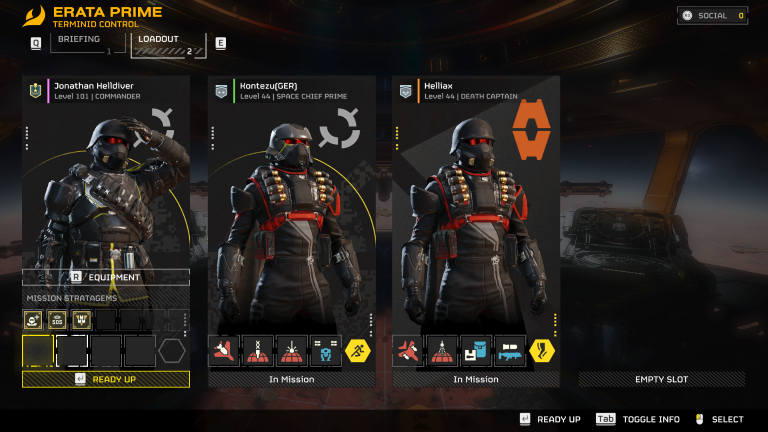 ERATA PRIME
TERMINID CONTROL
SOCIAL 0
Q
BRIEFING
1
LOADOUT
2
E
Jonathan Helldiver
Level 101 | COMMANDER
Kontezu(GER)
Level 44 | SPACE CHIEF PRIME
Helliax
Level 44 | DEATH CAPTAIN
R / EQUIPMENT
MISSION STRATAGEMS
SOS
READY UP
In Mission
In Mission
EMPTY SLOT
READY UP
Tab TOGGLE INFO
SELECT